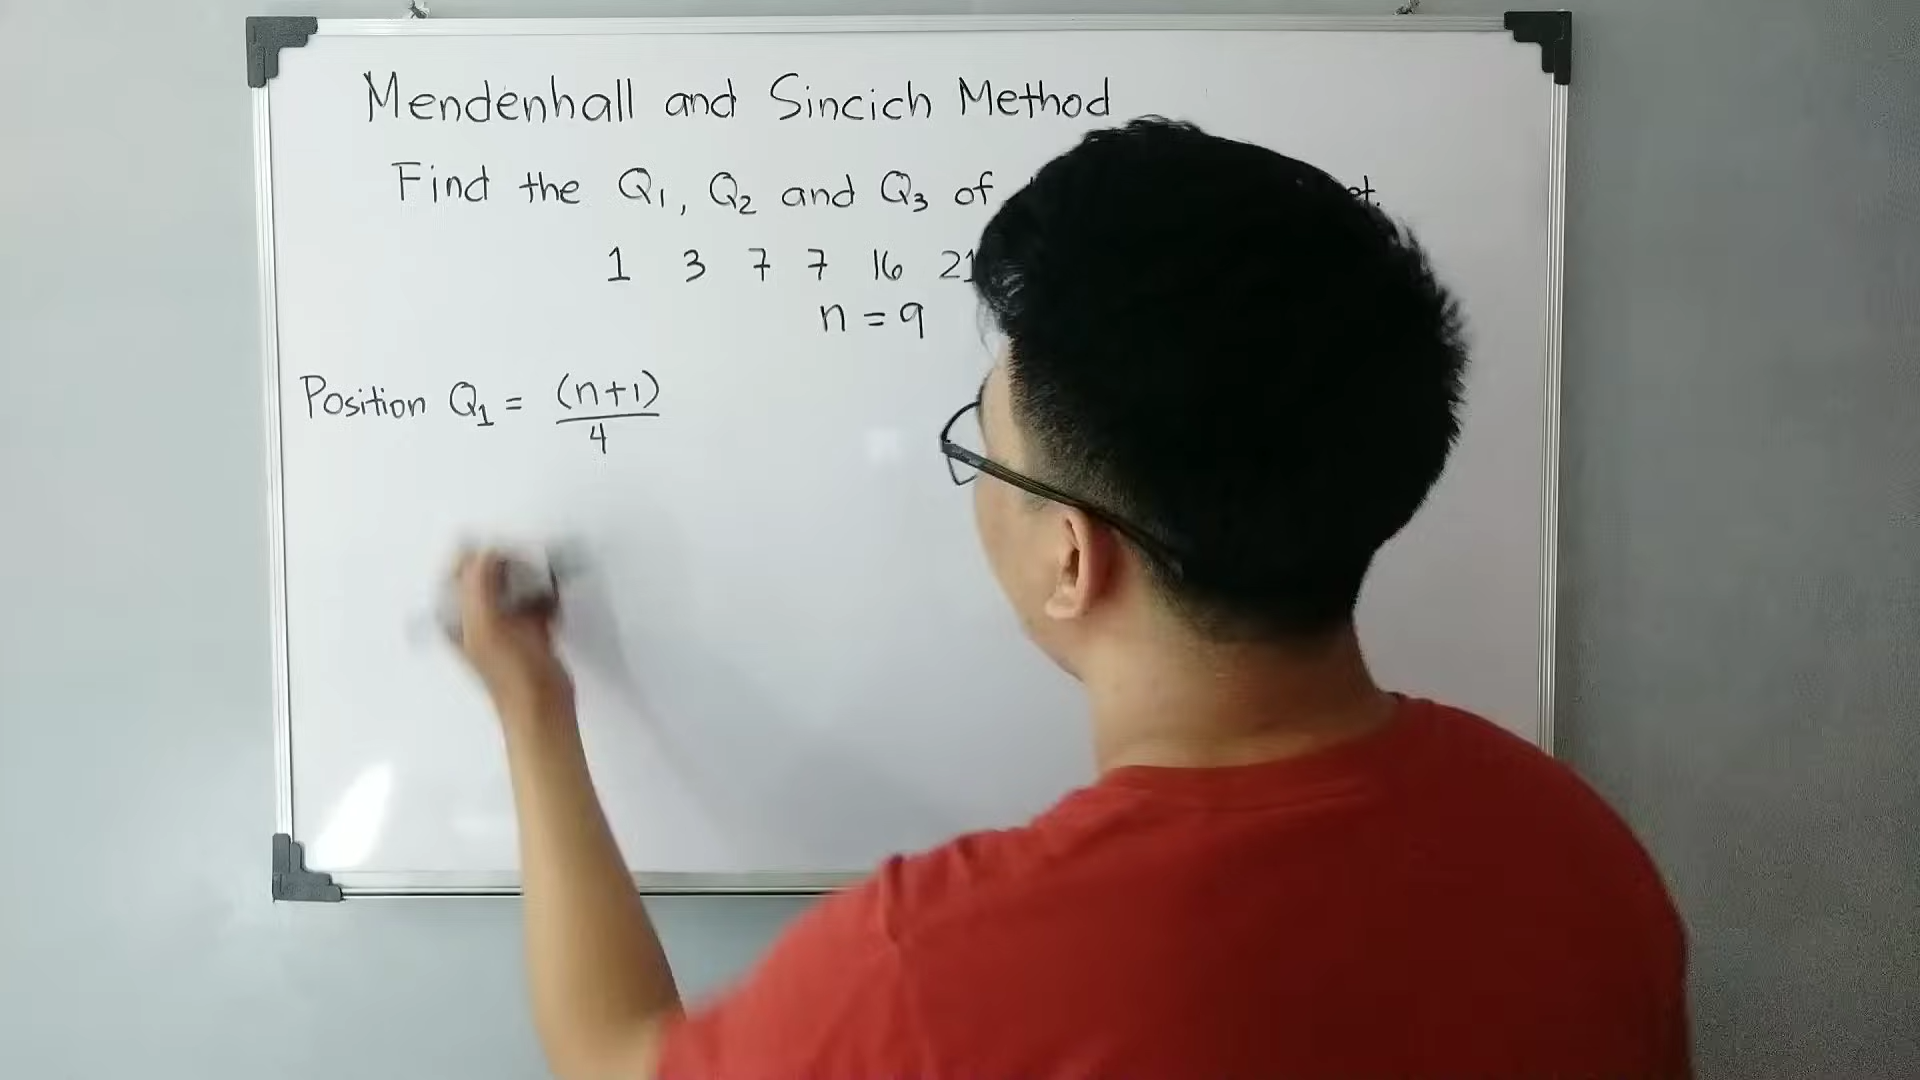 Mendenhall and Sincich Method
Find the Q1, Q2 and Q3 of
1 3 7 7 16 21
n = 9
Position Q1 = (n+1)
4